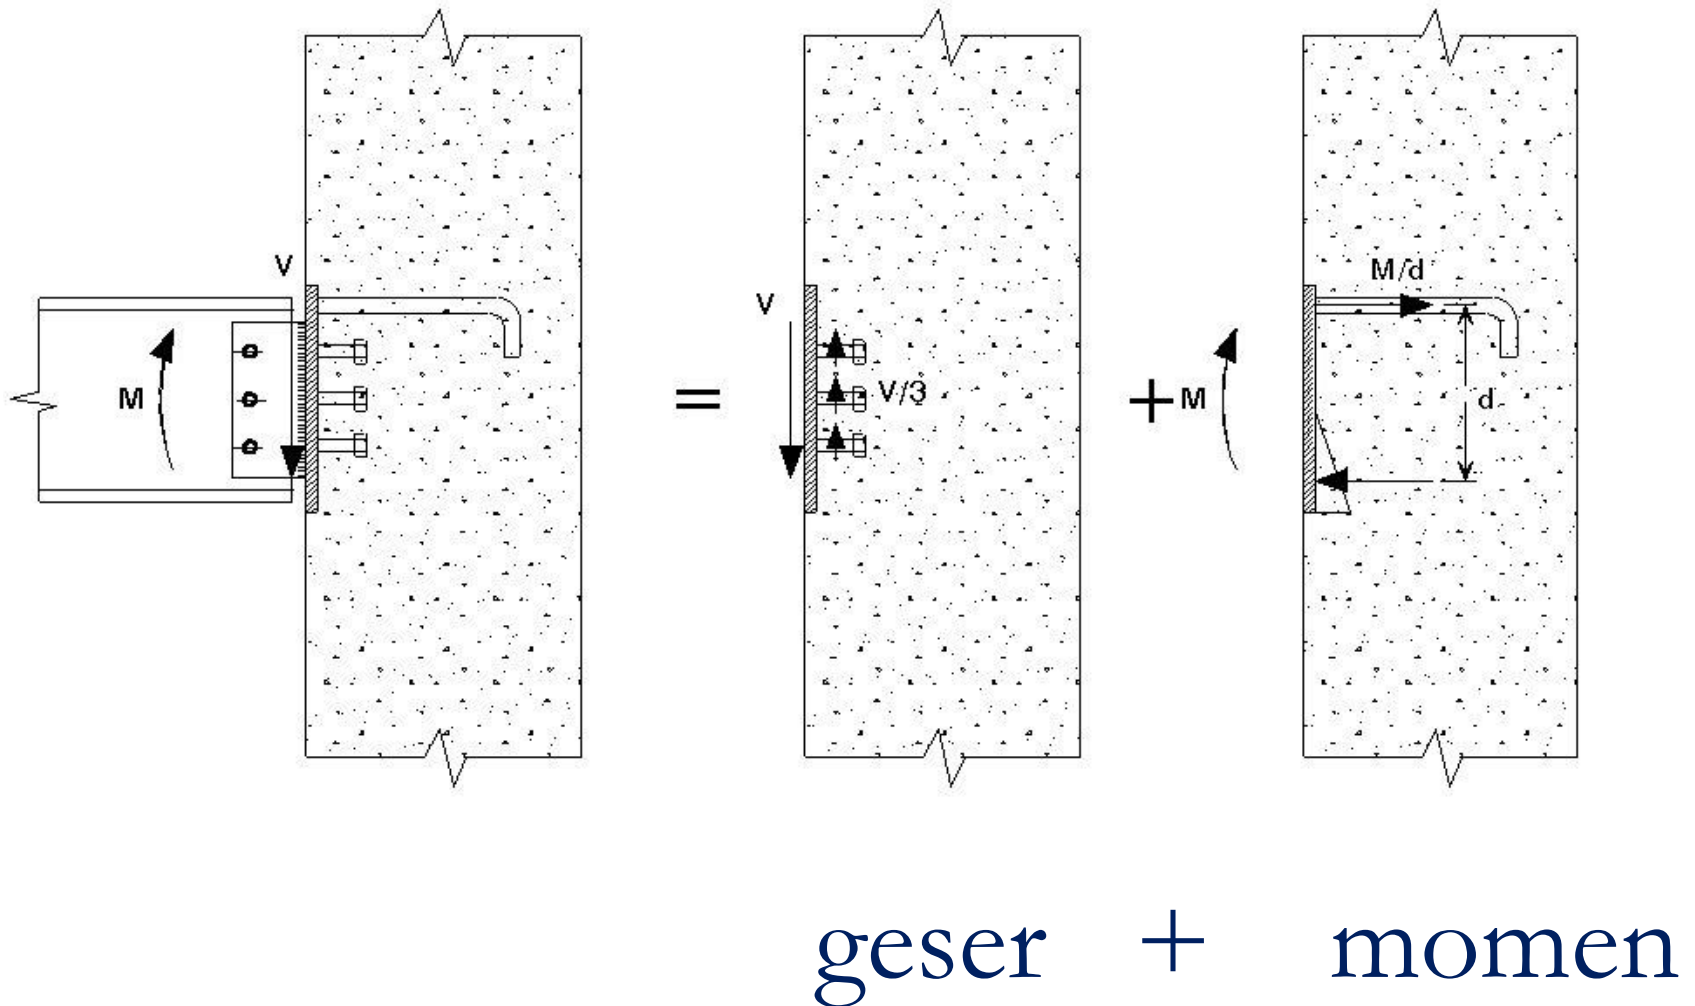 V
M
=
V
V/3
+
M
M/d
d
geser + momen